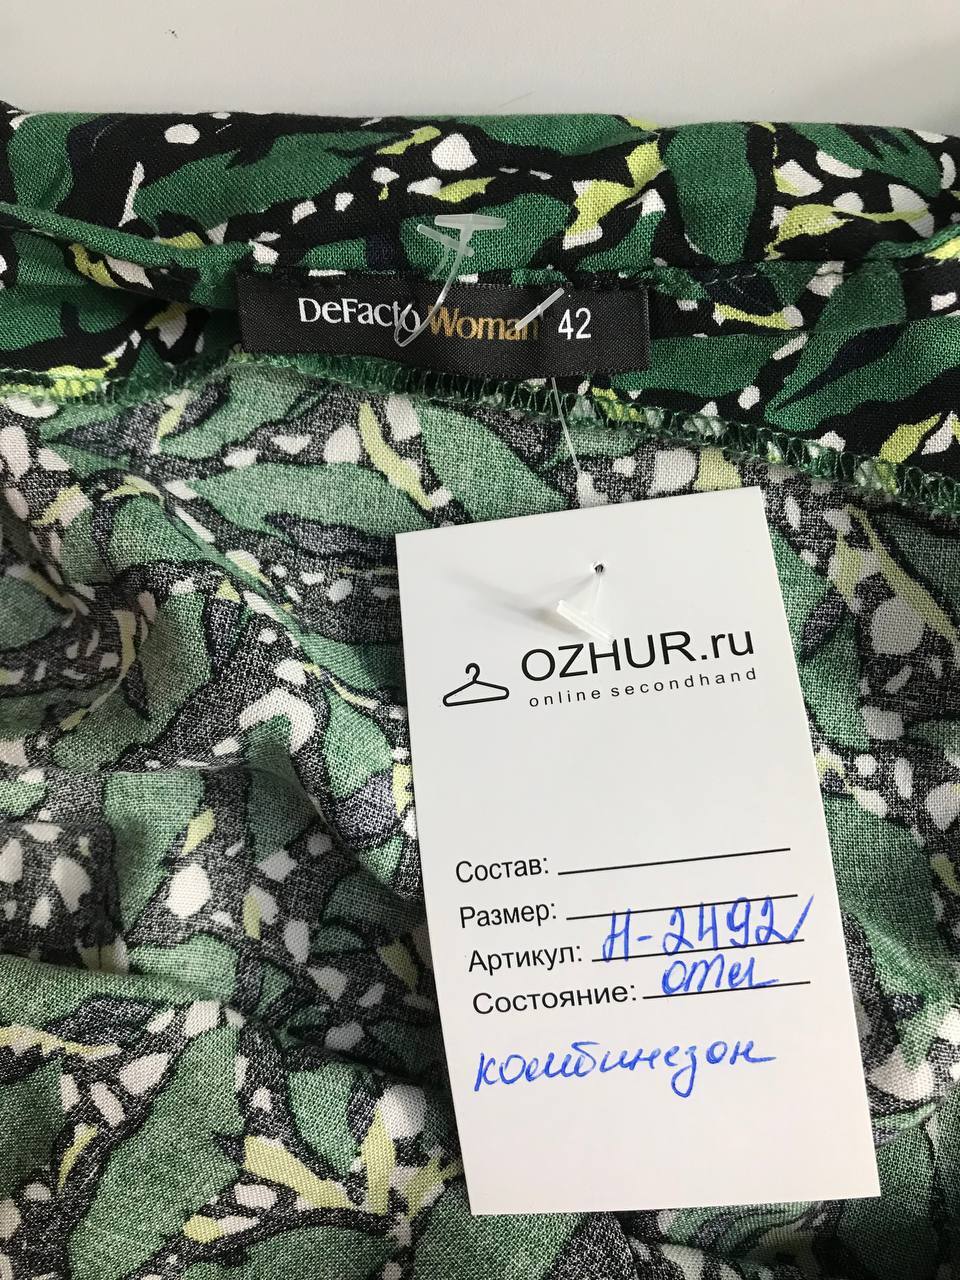 DeFacto Woman 42
OZHUR.ru
online secondhand
Состав:
Размер:
Артикул: Н-2492
Состояние: отл
комбинезон